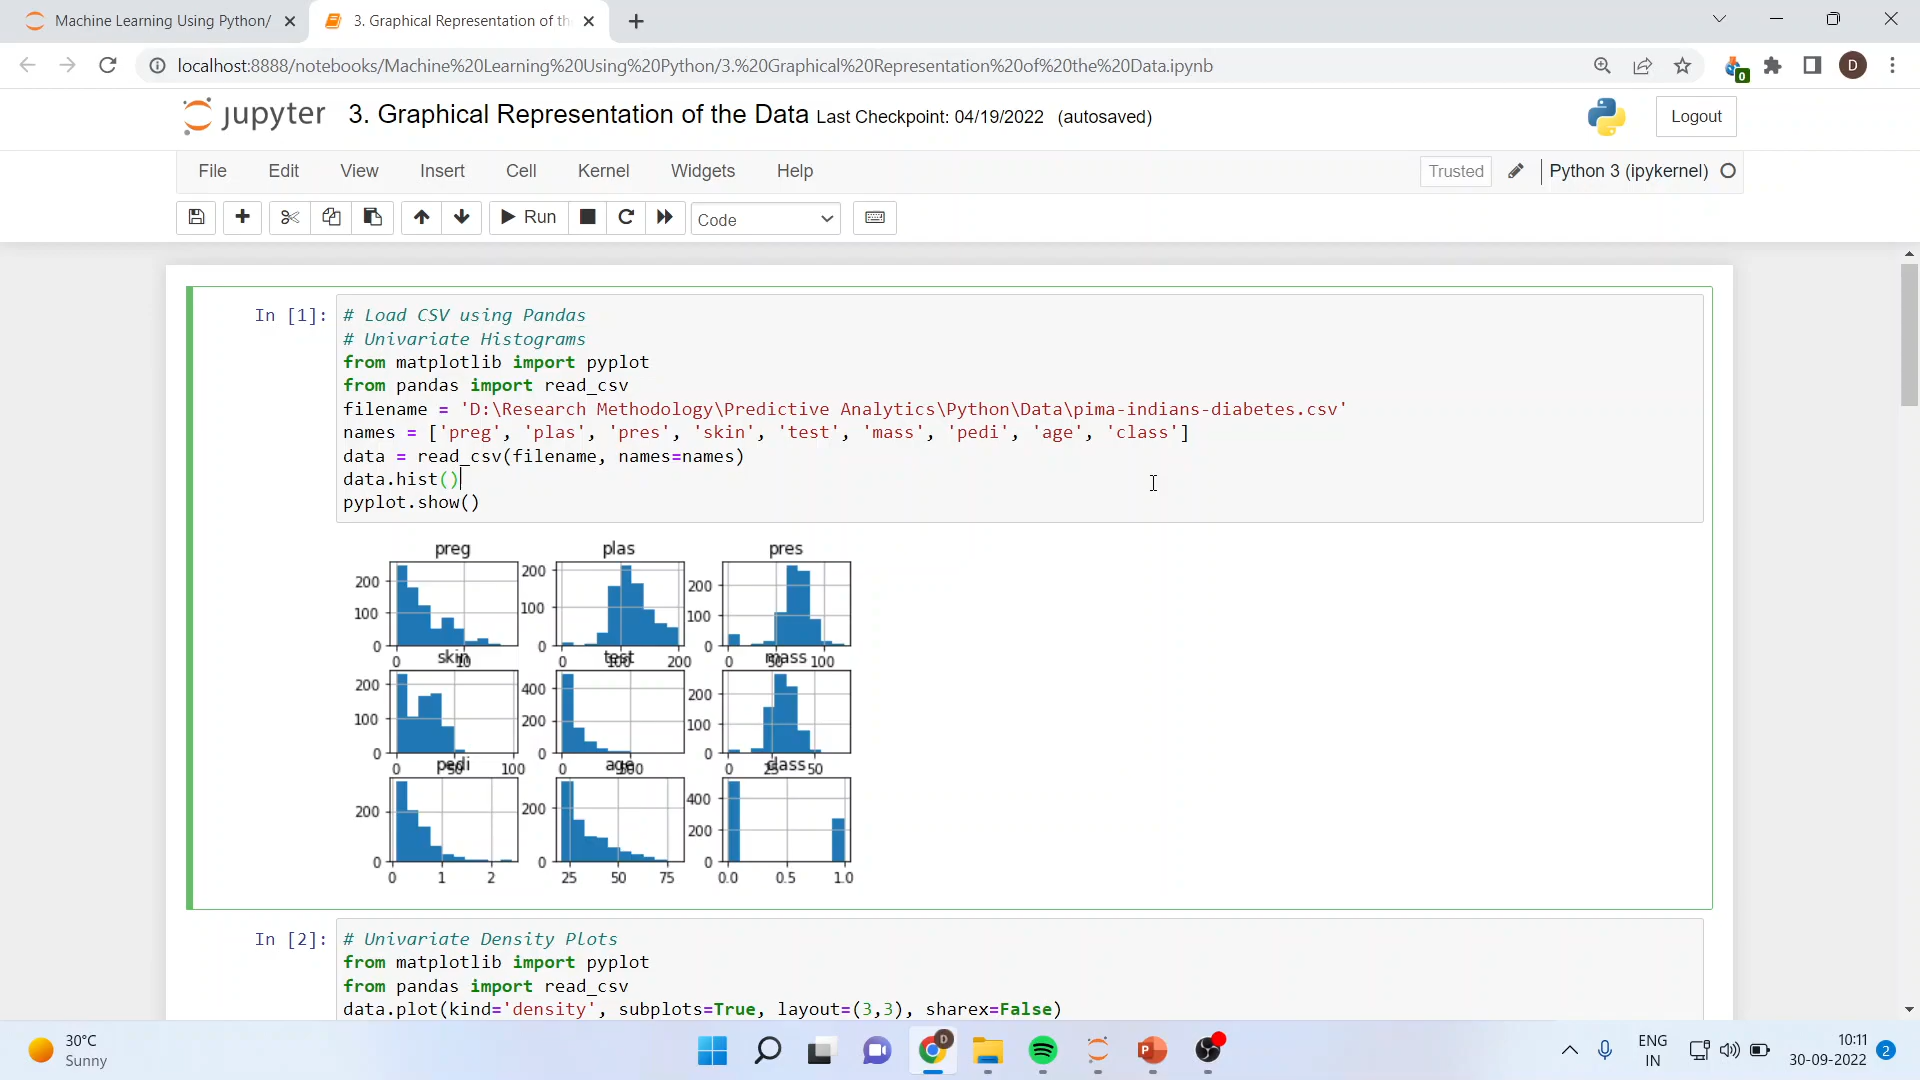 Machine Learning Using Python/
3. Graphical Representation of th
localhost:8888/notebooks/Machine%20Learning%20Using%20Python/3.%20Graphical%20Representation%20of%20the%20Data.ipynb
0
D
jupyter 3. Graphical Representation of the Data Last Checkpoint: 04/19/2022 (autosaved)
Logout
File Edit View Insert Cell Kernel Widgets Help
Trusted Python 3 (ipykernel)
Run Code
In [1]: # Load CSV using Pandas
# Univariate Histograms
from matplotlib import pyplot
from pandas import read_csv
filename = 'D:\Research Methodology\Predictive Analytics\Python\Data\pima-indians-diabetes.csv'
names = ['preg', 'plas', 'pres', 'skin', 'test', 'mass', 'pedi', 'age', 'class']
data = read_csv(filename, names=names)
data.hist()
pyplot.show()
preg plas pres
200 200 200
100 100 100
0 0 0
0 10 0 100 200 0 50 100
skin test mass
200 400 200
100 200 100
0 0 0
0 50 100 0 500 0 25 50
pedi age class
200 200 400
200
0 0 0
0 1 2 25 50 75 0.0 0.5 1.0
In [2]: # Univariate Density Plots
from matplotlib import pyplot
from pandas import read_csv
data.plot(kind='density', subplots=True, layout=(3,3), sharex=False)
30°C
Sunny
D
P
ENG
IN
10:11
30-09-2022
2